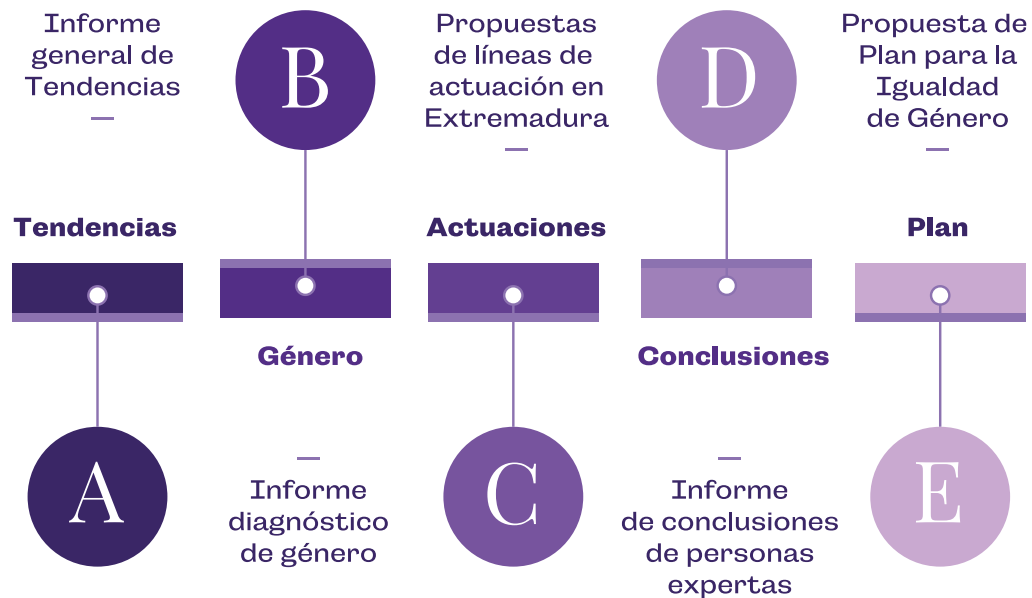 Informe
general de
Tendencias
Tendencias
A
B
Género
Informe
diagnóstico
de género
Propuestas
de líneas de
actuación en
Extremadura
Actuaciones
C
D
Conclusiones
Informe
de conclusiones
de personas
expertas
Propuesta de
Plan para la
Igualdad
de Género
Plan
E